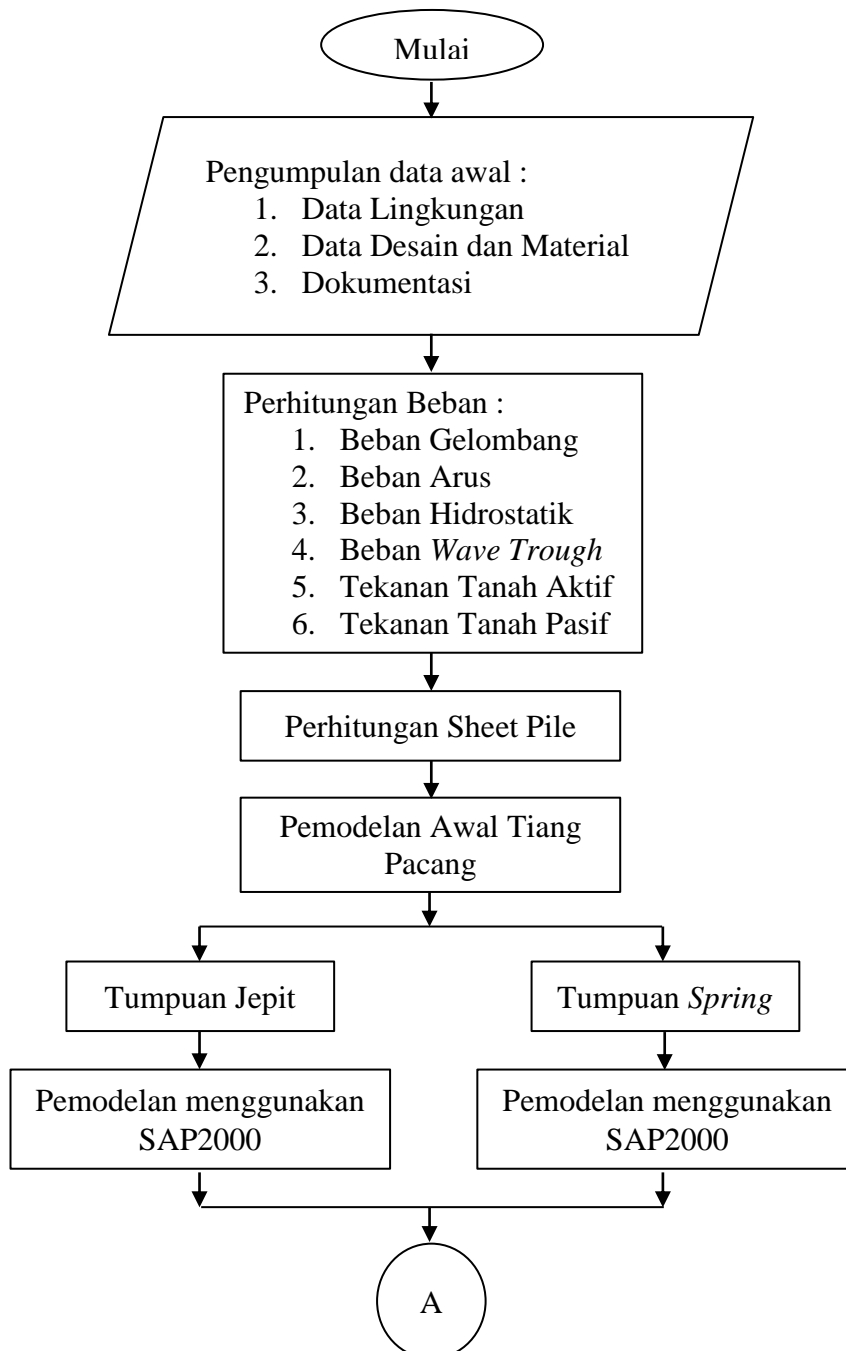 Mulai
Pengumpulan data awal :
1. Data Lingkungan
2. Data Desain dan Material
3. Dokumentasi
Perhitungan Beban :
1. Beban Gelombang
2. Beban Arus
3. Beban Hidrostatik
4. Beban Wave Trough
5. Tekanan Tanah Aktif
6. Tekanan Tanah Pasif
Perhitungan Sheet Pile
Pemodelan Awal Tiang
Pacang
Tumpuan Jepit
Tumpuan Spring
Pemodelan menggunakan
SAP2000
Pemodelan menggunakan
SAP2000
A